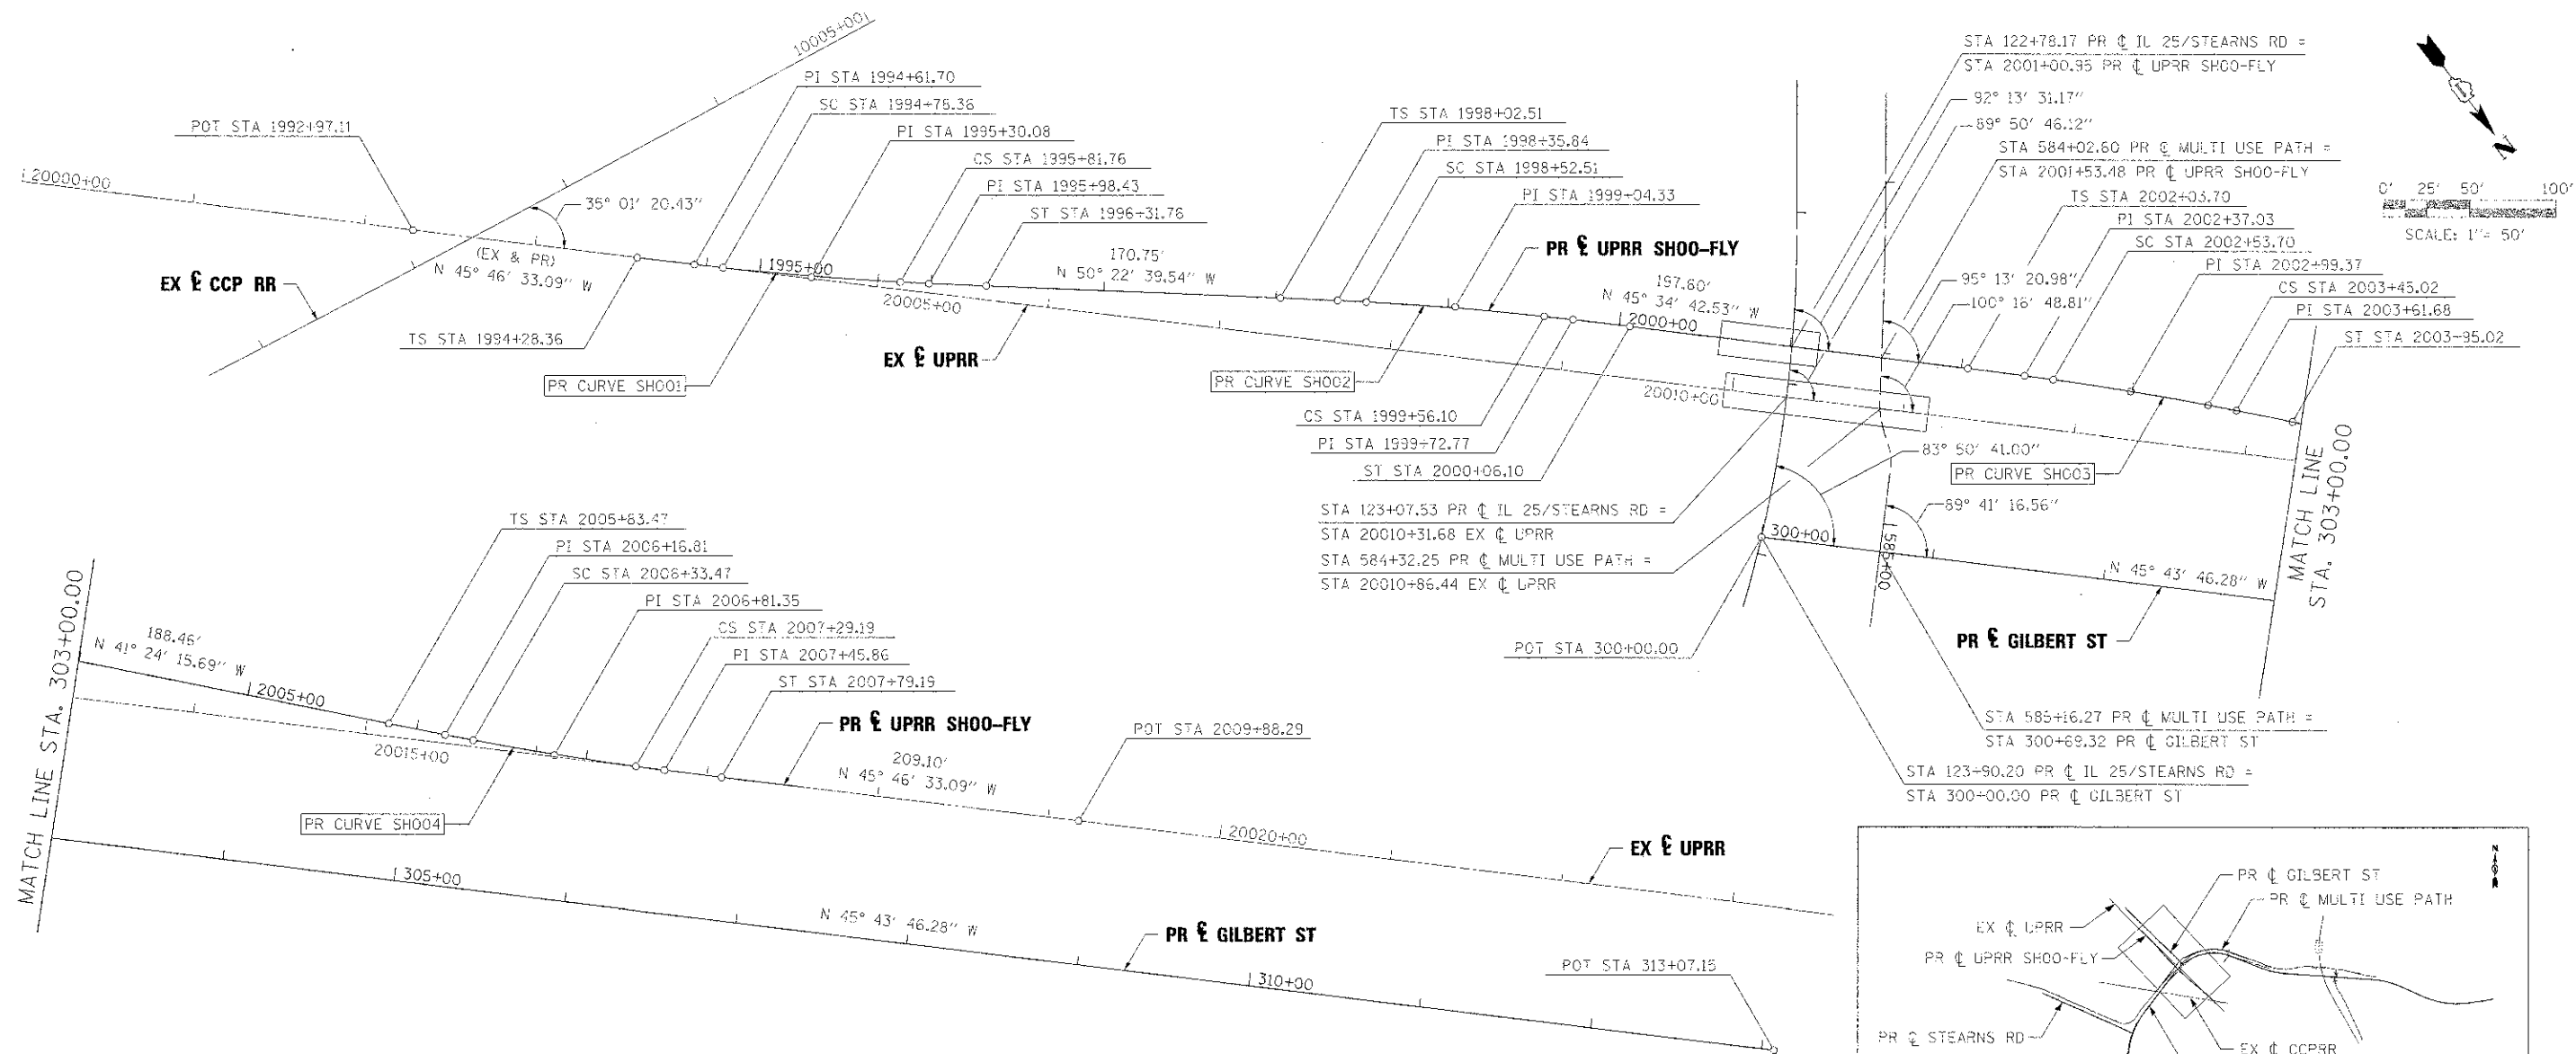 10005+00
PI STA 1994+61.70
SC STA 1994+78.36
POT STA 1992+97.11
PI STA 1995+30.08
CS STA 1995+81.76
PI STA 1995+98.43
ST STA 1996+31.76
20000+00
35° 01' 20.43"
(EX & PR)
N 45° 46' 33.09" W
EX ℄ CCP RR
TS STA 1994+28.36
1995+00
20005+00
170.75'
N 50° 22' 39.54" W
PR CURVE SHOO1
EX ℄ UPRR
TS STA 1998+02.51
PI STA 1998+35.84
SC STA 1998+52.51
PI STA 1999+04.33
PR ℄ UPRR SHOO-FLY
197.60'
N 45° 34' 42.53" W
2000+00
PR CURVE SHOO2
CS STA 1999+56.10
PI STA 1999+72.77
ST STA 2000+06.10
20010+00
STA 122+78.17 PR ℄ IL 25/STEARNS RD =
STA 2001+00.95 PR ℄ UPRR SHOO-FLY
92° 13' 31.17"
89° 50' 46.12"
STA 584+02.60 PR ℄ MULTI USE PATH =
STA 2001+53.48 PR ℄ UPRR SHOO-FLY
TS STA 2002+03.70
PI STA 2002+37.03
SC STA 2002+53.70
PI STA 2002+99.37
CS STA 2003+45.02
PI STA 2003+61.68
ST STA 2003+95.02
95° 13' 20.98"
100° 16' 48.81"
N
0' 25' 50' 100'
SCALE: 1"= 50'
83° 50' 41.00"
PR CURVE SHOO3
89° 41' 16.56"
MATCH LINE
STA. 303+00.00
STA 123+07.53 PR ℄ IL 25/STEARNS RD =
STA 20010+31.68 EX ℄ UPRR
STA 584+32.25 PR ℄ MULTI USE PATH =
STA 20010+86.44 EX ℄ UPRR
300+00
585+00
N 45° 43' 46.28" W
POT STA 300+00.00
PR ℄ GILBERT ST
STA 585+16.27 PR ℄ MULTI USE PATH =
STA 300+69.32 PR ℄ GILBERT ST
STA 123+90.20 PR ℄ IL 25/STEARNS RD =
STA 300+00.00 PR ℄ GILBERT ST
MATCH LINE STA. 303+00.00
188.46'
N 41° 24' 15.69" W
2005+00
TS STA 2005+83.47
PI STA 2006+16.81
SC STA 2006+33.47
PI STA 2006+81.35
CS STA 2007+29.19
PI STA 2007+45.86
ST STA 2007+79.19
20015+00
PR ℄ UPRR SHOO-FLY
209.10'
N 45° 46' 33.09" W
POT STA 2009+88.29
PR CURVE SHOO4
20020+00
EX ℄ UPRR
305+00
N 45° 43' 46.28" W
PR ℄ GILBERT ST
310+00
POT STA 313+07.15
PR ℄ GILBERT ST
PR ℄ MULTI USE PATH
EX ℄ UPRR
PR ℄ UPRR SHOO-FLY
PR ℄ STEARNS RD
EX ℄ CCPRR